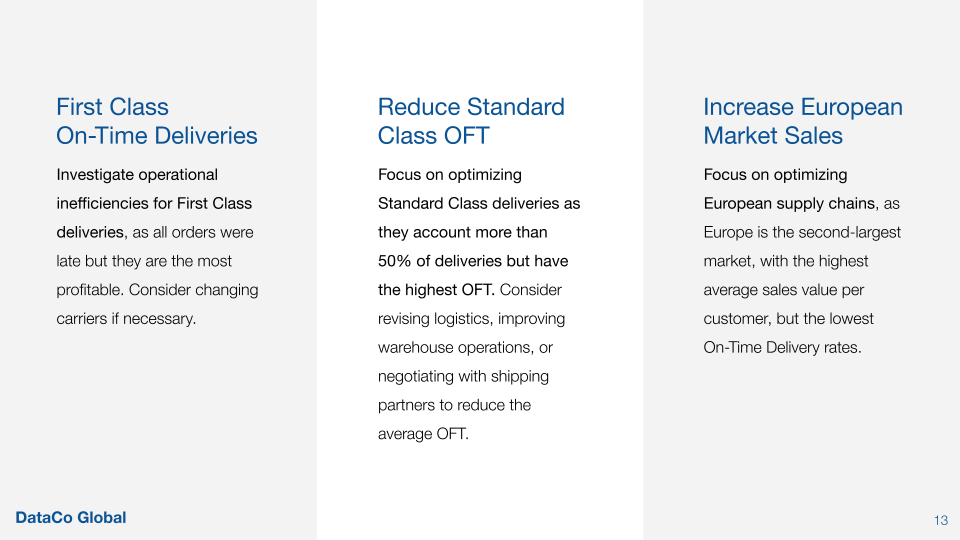 First Class
On-Time Deliveries
Investigate operational
inefficiencies for First Class
deliveries, as all orders were
late but they are the most
profitable. Consider changing
carriers if necessary.
Reduce Standard
Class OFT
Focus on optimizing
Standard Class deliveries as
they account more than
50% of deliveries but have
the highest OFT. Consider
revising logistics, improving
warehouse operations, or
negotiating with shipping
partners to reduce the
average OFT.
Increase European
Market Sales
Focus on optimizing
European supply chains, as
Europe is the second-largest
market, with the highest
average sales value per
customer, but the lowest
On-Time Delivery rates.
DataCo Global
13